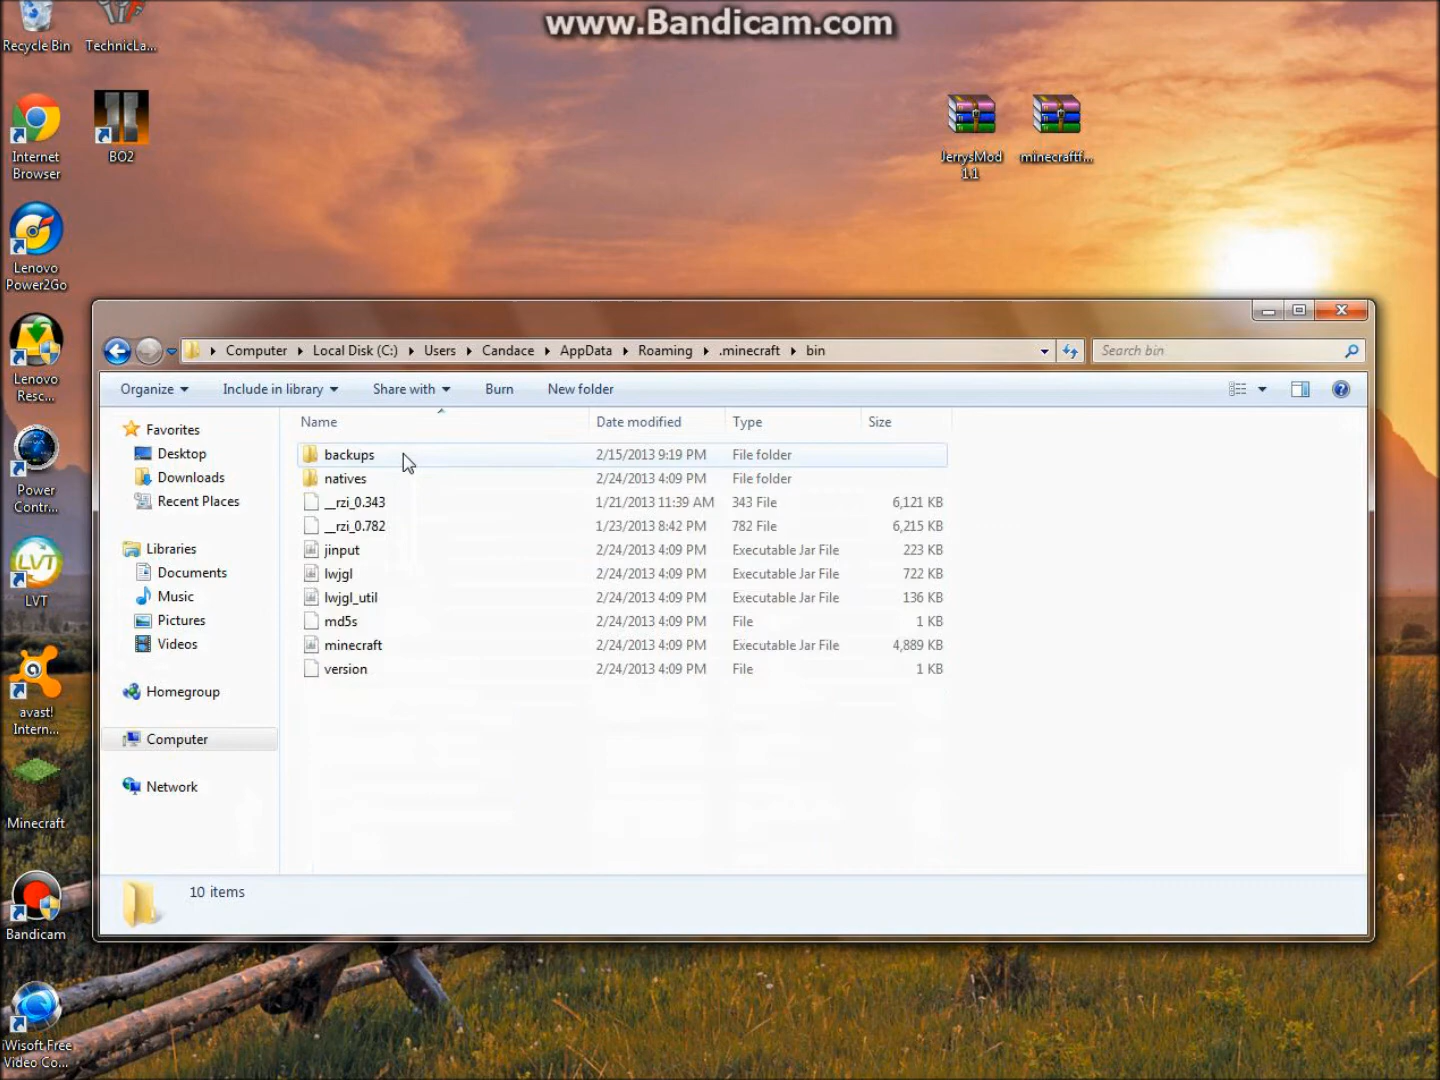 www.Bandicam.com
Recycle Bin
TechnicLa...
Internet
Browser
BO2
JerrysMod
1.1
minecraftf...
Lenovo
Power2Go
Lenovo
Resc...
Power
Contr...
LVT
avast!
Intern...
Minecraft
Bandicam
iWisoft Free
Video Co...
Computer
Local Disk (C:)
Users
Candace
AppData
Roaming
.minecraft
bin
Search bin
Organize
Include in library
Share with
Burn
New folder
Favorites
Desktop
Downloads
Recent Places
Libraries
Documents
Music
Pictures
Videos
Homegroup
Computer
Network
Name Date modified Type Size
backups 2/15/2013 9:19 PM File folder
natives 2/24/2013 4:09 PM File folder
__rzi_0.343 1/21/2013 11:39 AM 343 File 6,121 KB
__rzi_0.782 1/23/2013 8:42 PM 782 File 6,215 KB
jinput 2/24/2013 4:09 PM Executable Jar File 223 KB
lwjgl 2/24/2013 4:09 PM Executable Jar File 722 KB
lwjgl_util 2/24/2013 4:09 PM Executable Jar File 136 KB
md5s 2/24/2013 4:09 PM File 1 KB
minecraft 2/24/2013 4:09 PM Executable Jar File 4,889 KB
version 2/24/2013 4:09 PM File 1 KB
10 items